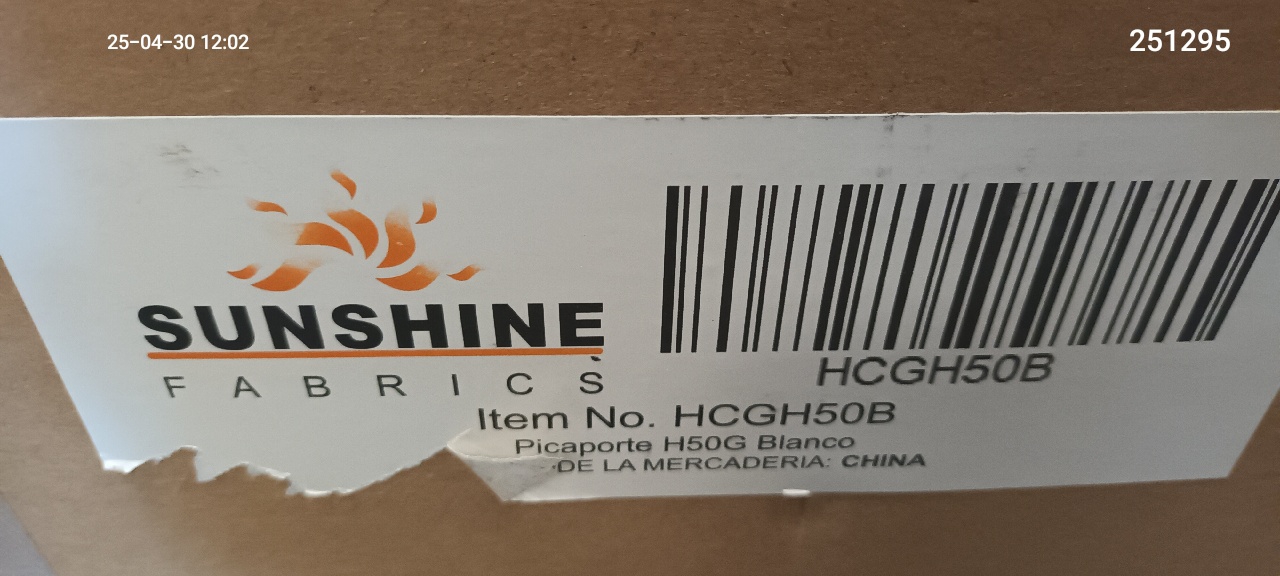 25-04-30 12:02
251295
SUNSHINE
FABRICS
HCGH50B
Item No. HCGH50B
Picaporte H50G Blanco
DE LA MERCADERIA: CHINA